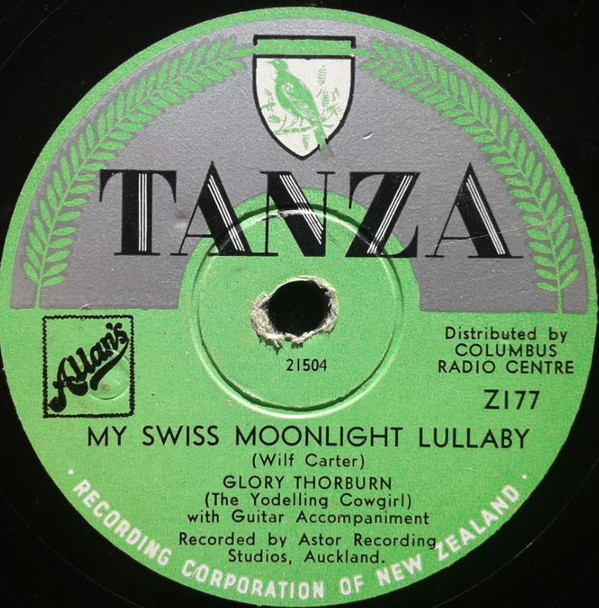 TANZA
Allan's
21504
Distributed by
COLUMBUS
RADIO CENTRE
Z177
MY SWISS MOONLIGHT LULLABY
(Wilf Carter)
GLORY THORBURN
(The Yodelling Cowgirl)
with Guitar Accompaniment
Recorded by Astor Recording
Studios, Auckland.
· RECORDING CORPORATION OF NEW ZEALAND ·